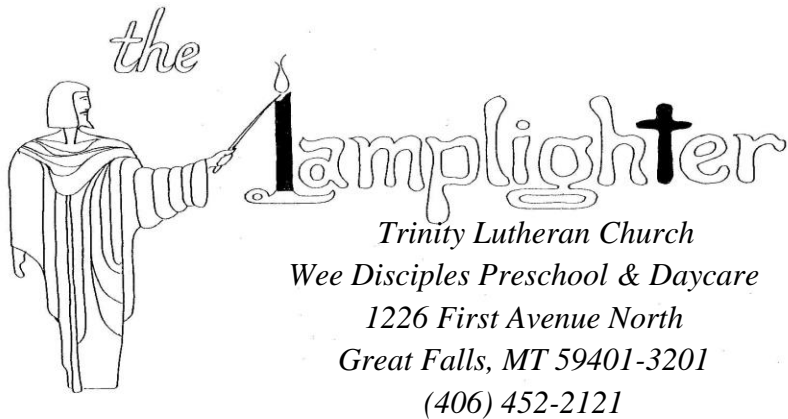 the
Lamplighter
Trinity Lutheran Church
Wee Disciples Preschool & Daycare
1226 First Avenue North
Great Falls, MT 59401-3201
(406) 452-2121